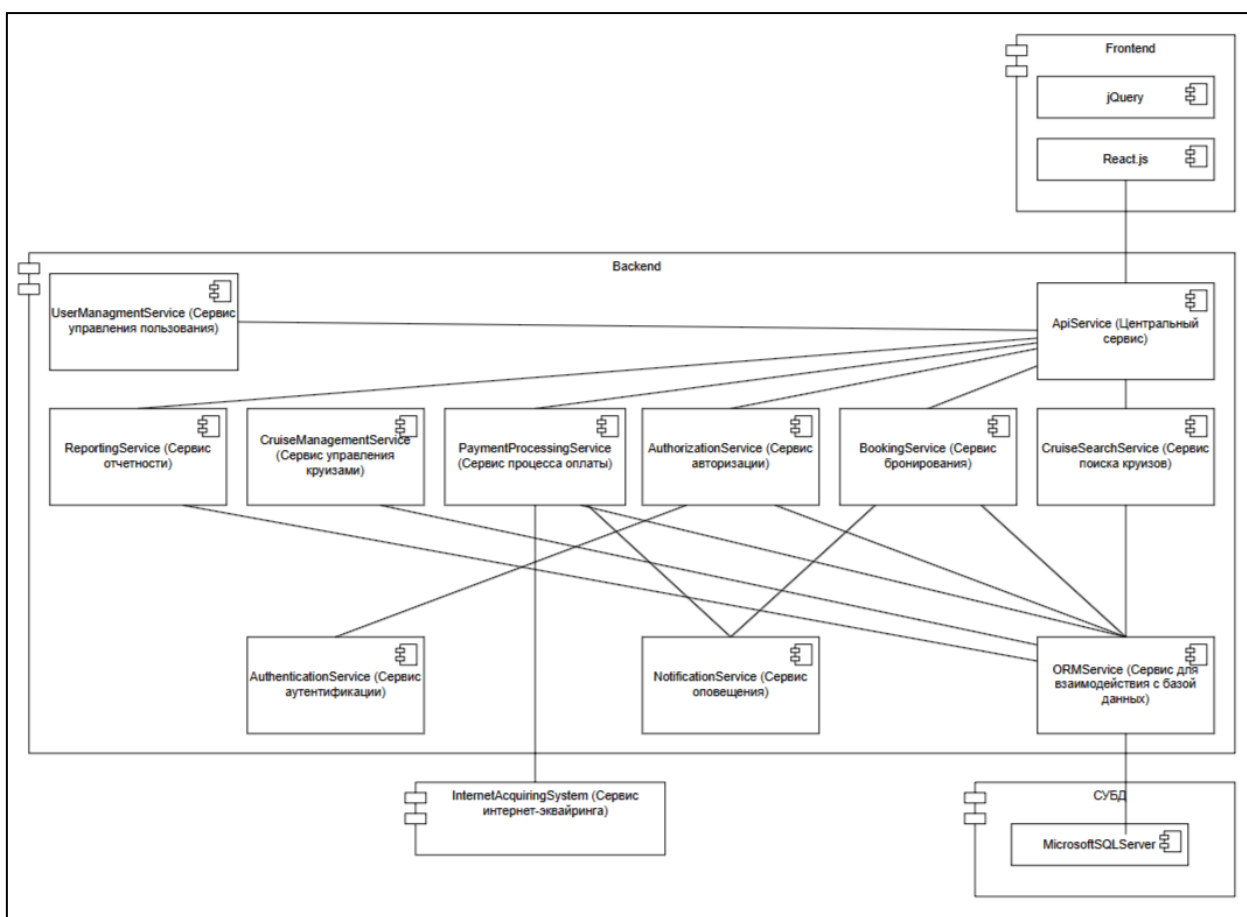 Frontend
jQuery
React.js
Backend
UserManagmentService (Сервис
управления пользования)
ApiService (Центральный
сервис)
ReportingService (Сервис
отчетности)
CruiseManagementService
(Сервис управления
круизами)
PaymentProcessingService
(Сервис процесса оплаты)
AuthorizationService (Сервис
авторизации)
BookingService (Сервис
бронирования)
CruiseSearchService (Сервис
поиска круизов)
AuthenticationService (Сервис
аутентификации)
NotificationService (Сервис
оповещения)
ORMService (Сервис для
взаимодействия с базой
данных)
InternetAcquiringSystem (Сервис
интернет-эквайринга)
СУБД
MicrosoftSQLServer